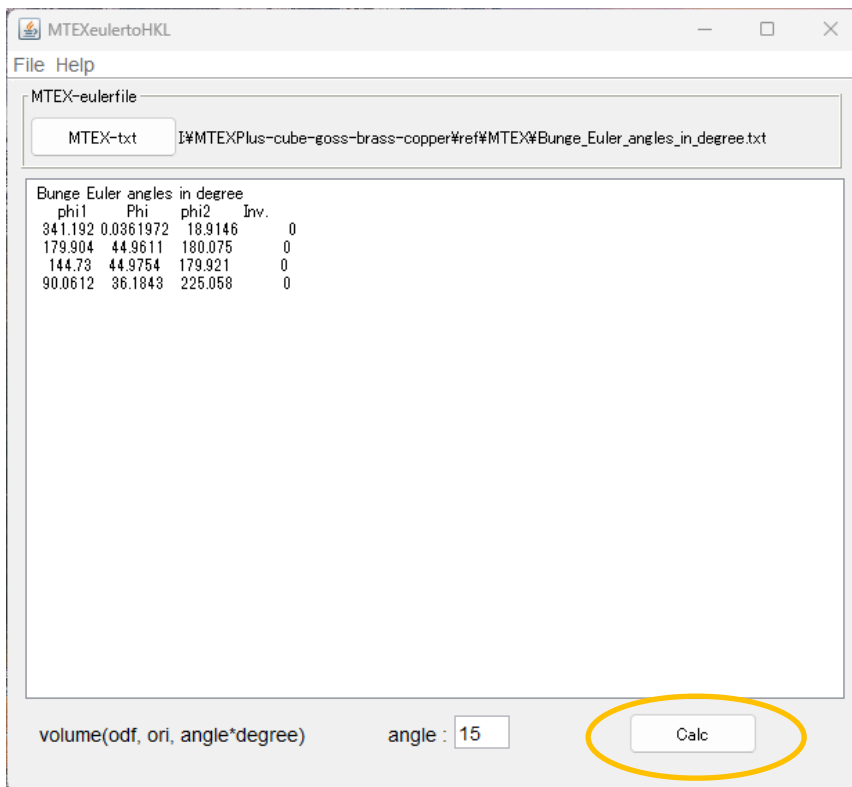 MTEXeulertoHKL
File Help
MTEX-eulerfile
MTEX-txt I:¥MTEXPlus-cube-goss-brass-copper¥ref¥MTEX¥Bunge_Euler_angles_in_degree.txt
Bunge Euler angles in degree
phi1 Phi phi2 Inv.
341.192 0.0361972 18.9146 0
179.904 44.9611 180.075 0
144.73 44.9754 179.921 0
90.0612 36.1843 225.058 0
volume(odf, ori, angle*degree) angle : 15 Calc